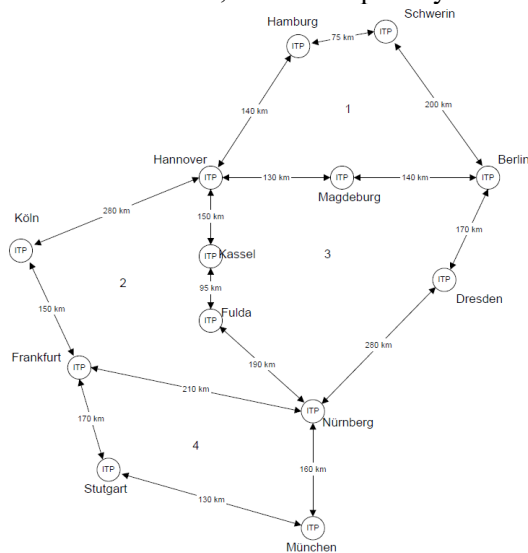 Schwerin
Hamburg
ITP
75 km
ITP
1
140 km
200 km
Hannover
Berlin
ITP
130 km
ITP
140 km
ITP
Magdeburg
Köln
280 km
150 km
170 km
ITP
ITP
Kassel
3
2
ITP
95 km
Dresden
150 km
ITP
Fulda
Frankfurt
190 km
280 km
ITP
210 km
ITP
Nürnberg
170 km
4
160 km
ITP
Stutgart
130 km
ITP
München